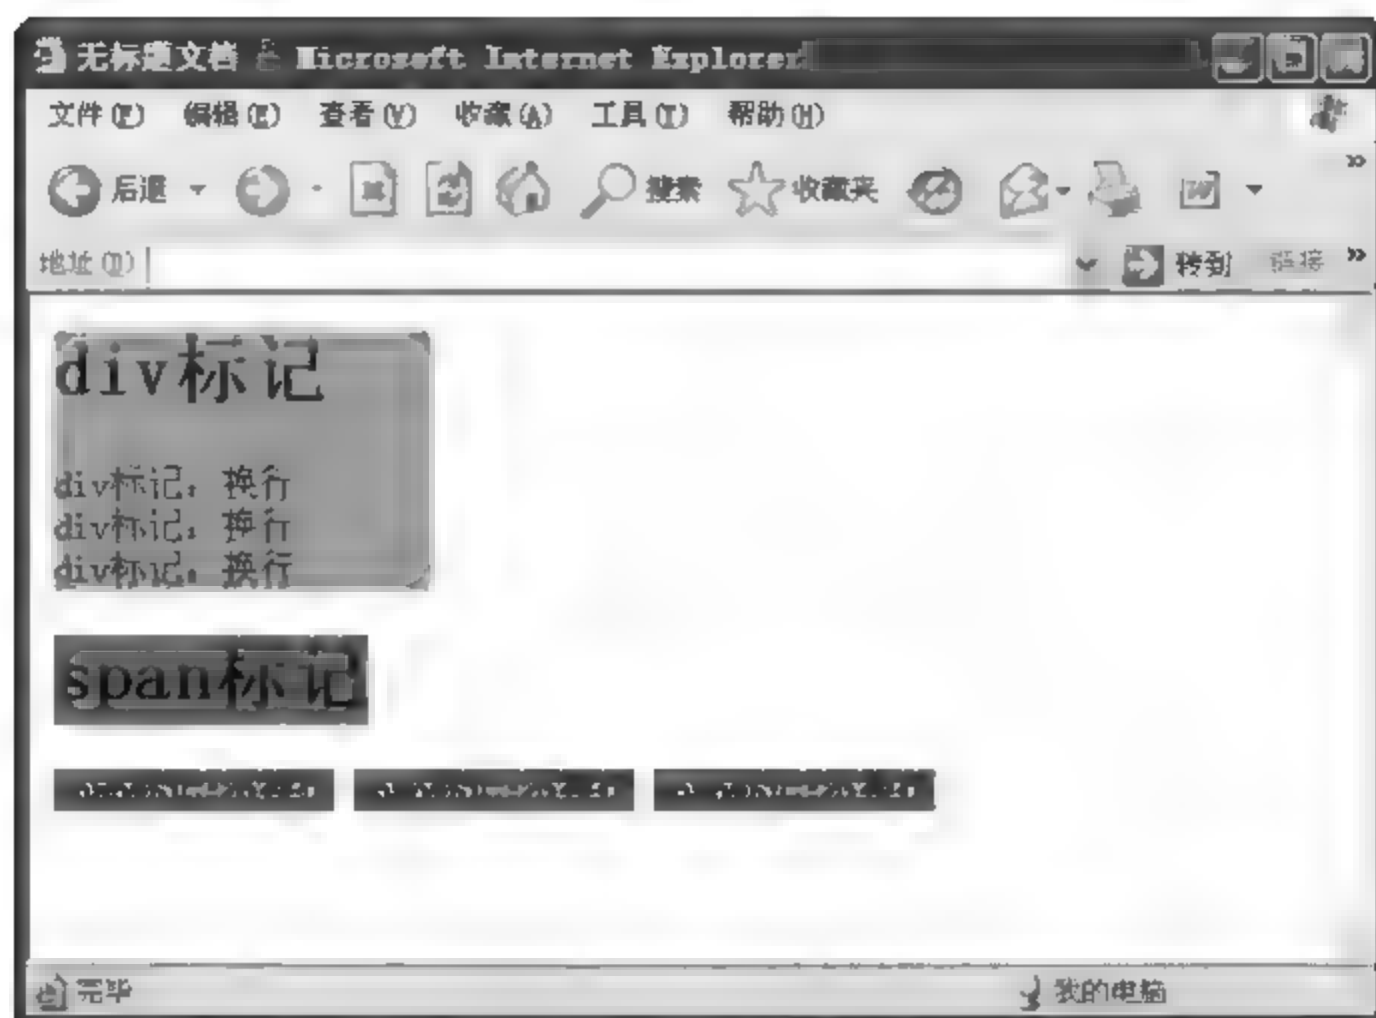 无标题文档 - Microsoft Internet Explorer
文件(F) 编辑(E) 查看(V) 收藏(A) 工具(T) 帮助(H)
后退 搜索 收藏夹
地址(D) 转到 链接
div标记
div标记：换行
div标记：换行
div标记：换行
span标记
完毕 我的电脑